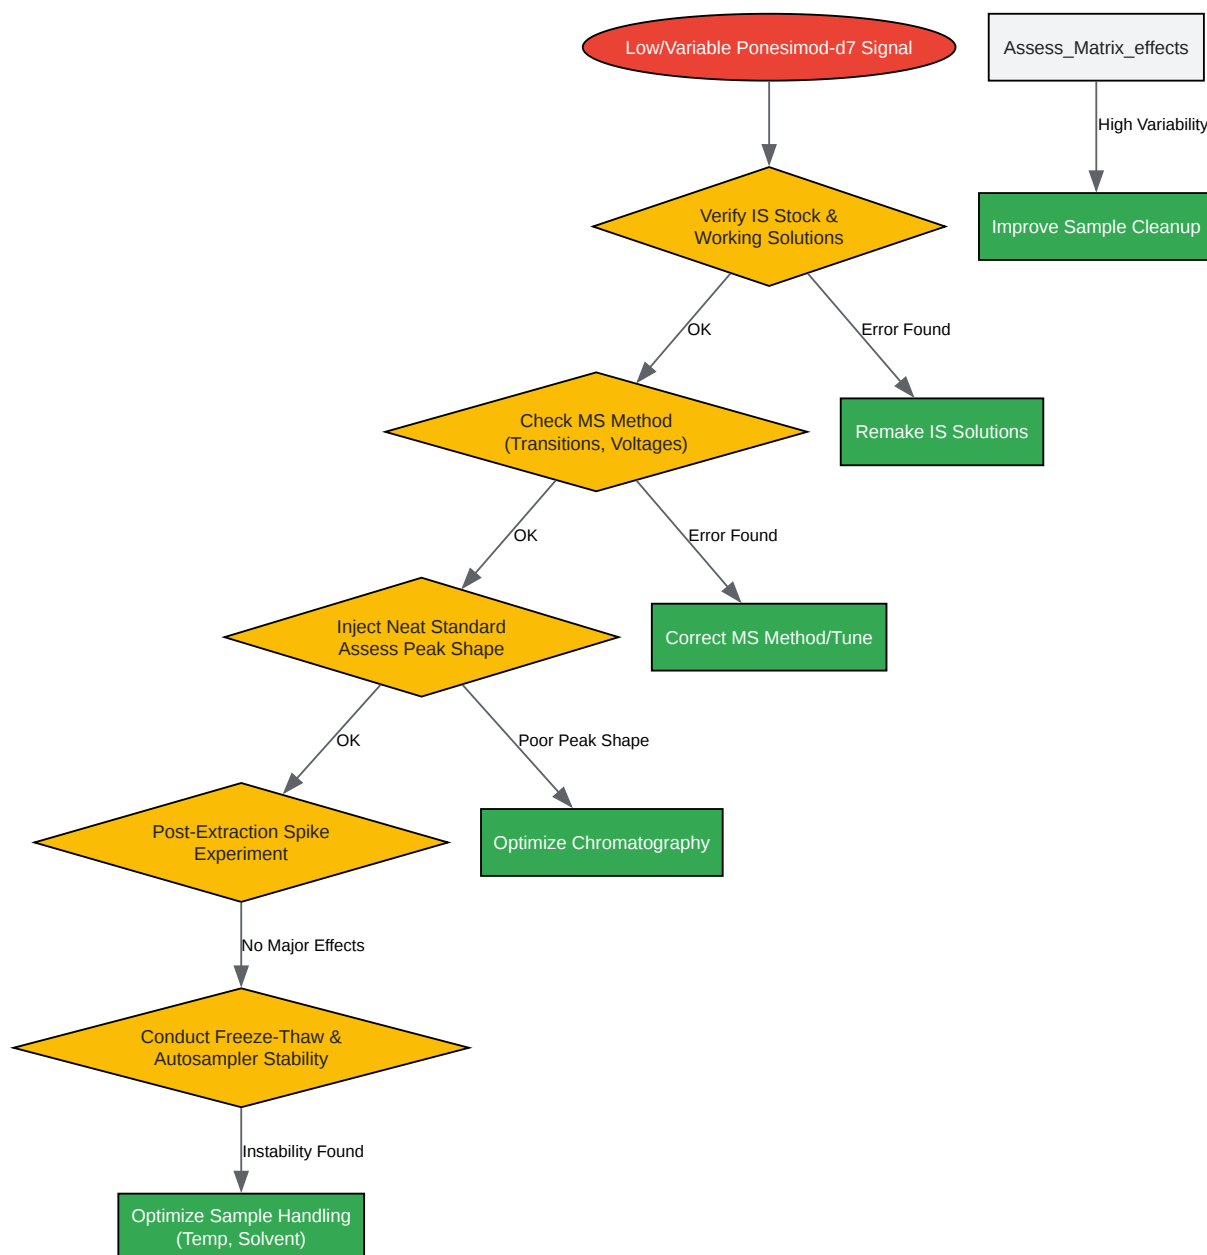 Low/Variable Ponesimod-d7 Signal
Assess_Matrix_effects
High Variability
Verify IS Stock &
Working Solutions
Improve Sample Cleanup
OK
Error Found
Check MS Method
(Transitions, Voltages)
Remake IS Solutions
OK
Error Found
Inject Neat Standard
Assess Peak Shape
Correct MS Method/Tune
OK
Poor Peak Shape
Post-Extraction Spike
Experiment
Optimize Chromatography
No Major Effects
Conduct Freeze-Thaw &
Autosampler Stability
Instability Found
Optimize Sample Handling
(Temp, Solvent)